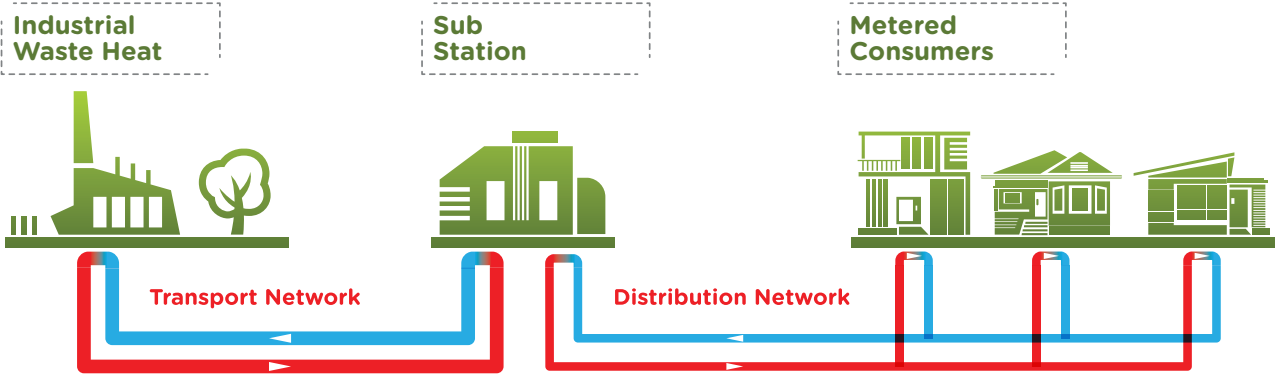 Industrial
Waste Heat
Sub
Station
Metered
Consumers
Transport Network
Distribution Network